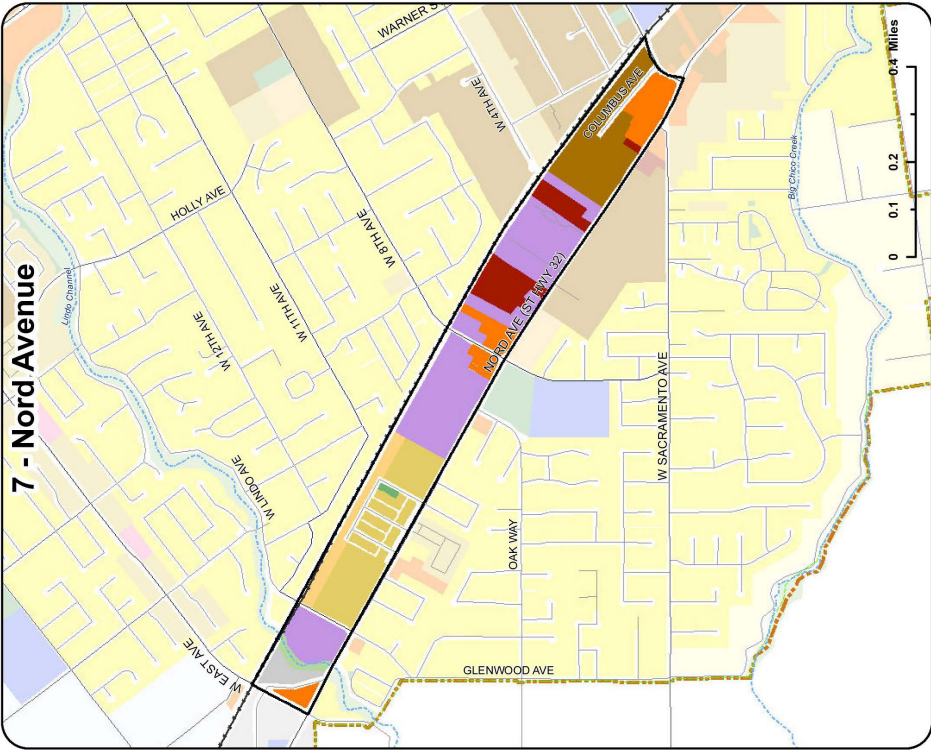 7 - Nord Avenue
WARNER S
W 4TH AVE
COLUMBUS AVE
HOLLY AVE
W 8TH AVE
Lindo Channel
W 11TH AVE
W 12TH AVE
NORD AVE (ST HWY 32)
Big Chico Creek
W LINDO AVE
W SACRAMENTO AVE
OAK WAY
W EAST AVE
GLENWOOD AVE
0 0.1 0.2 0.4 Miles